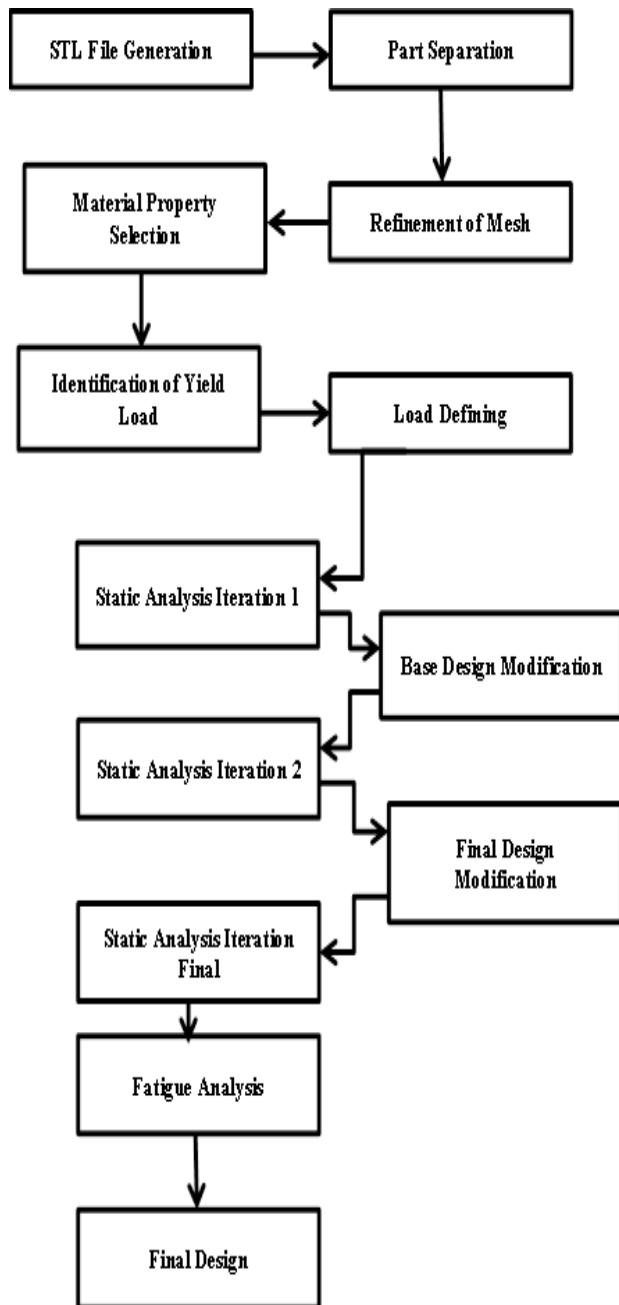 STL File Generation
Part Separation
Material Property
Selection
Refinement of Mesh
Identification of Yield
Load
Load Defining
Static Analysis Iteration 1
Base Design Modification
Static Analysis Iteration 2
Final Design
Modification
Static Analysis Iteration
Final
Fatigue Analysis
Final Design